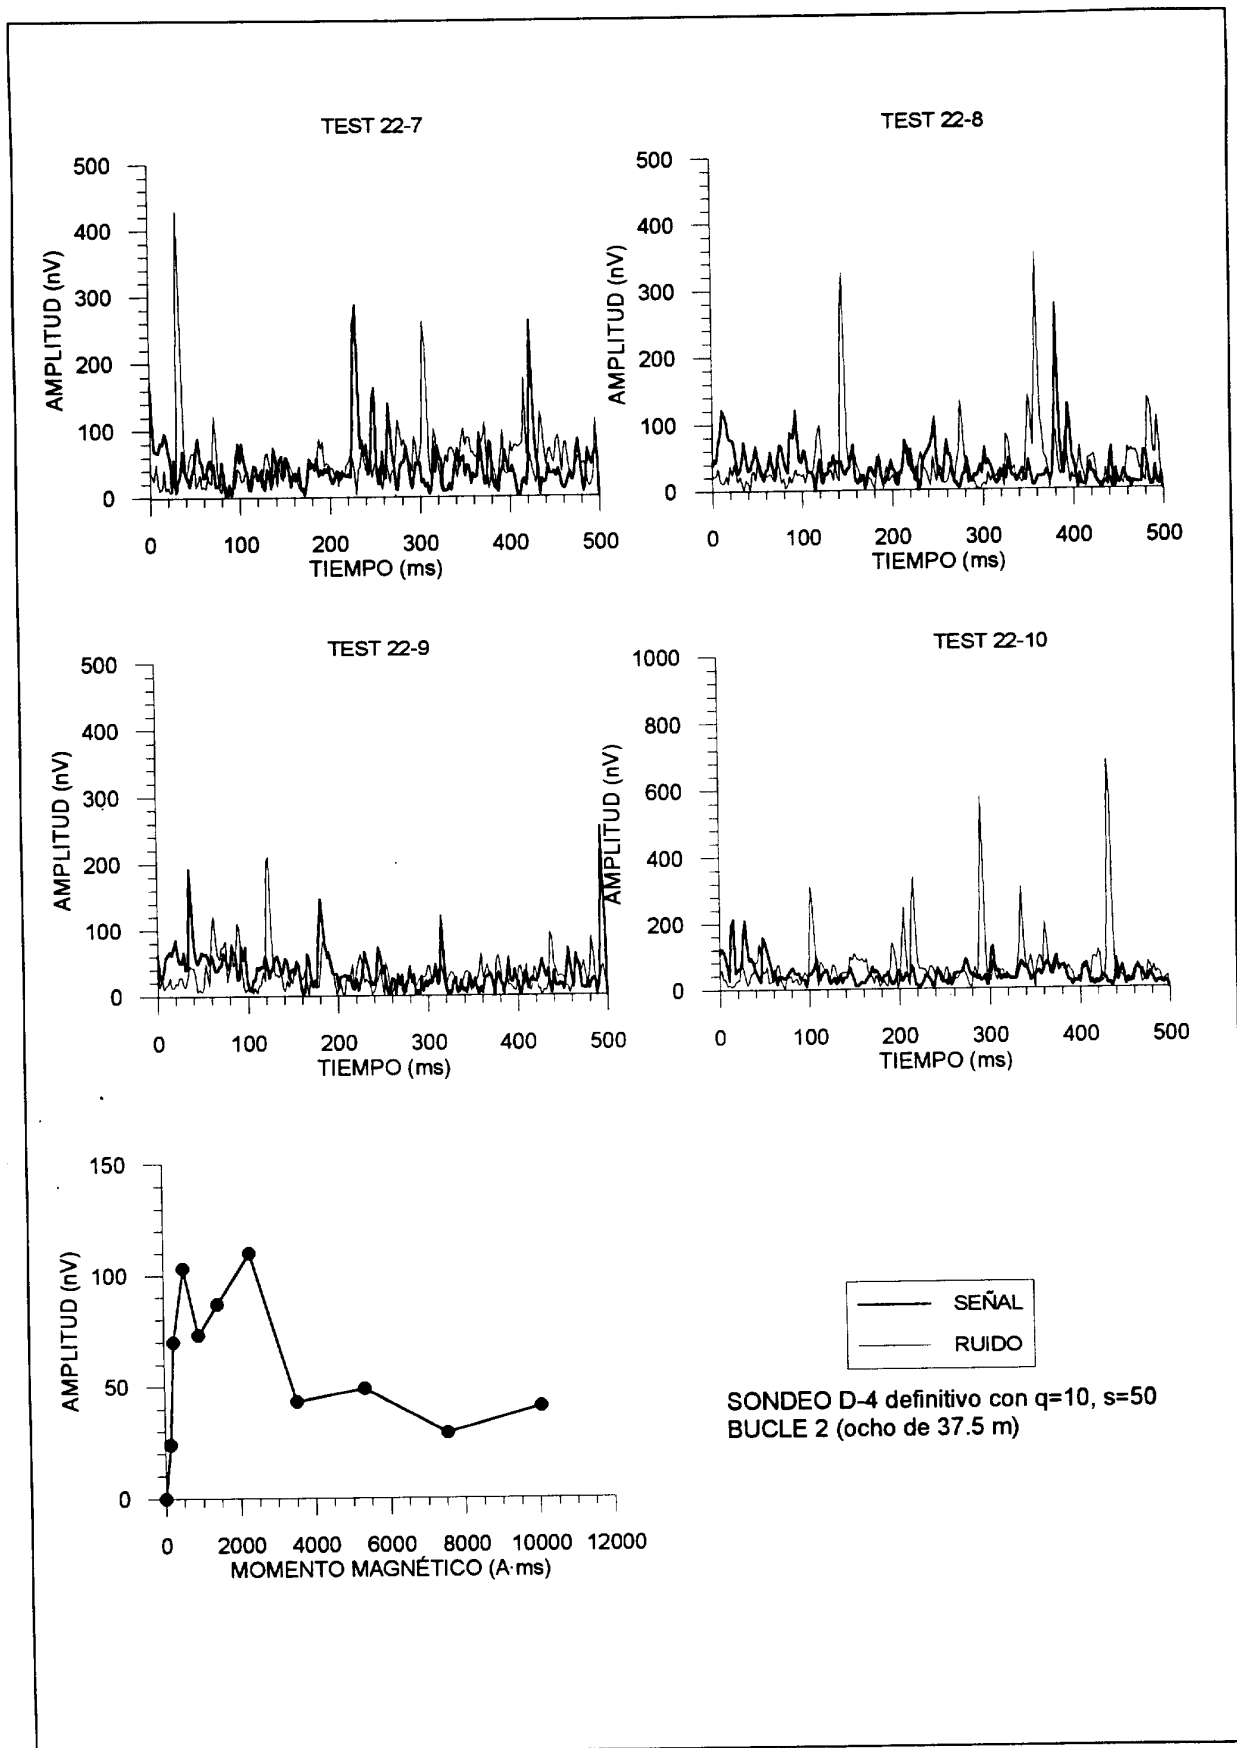 TEST 22-7
500
400
300
200
100
0
AMPLITUD (nV)
0 100 200 300 400 500
TIEMPO (ms)
TEST 22-8
500
400
300
200
100
0
AMPLITUD (nV)
0 100 200 300 400 500
TIEMPO (ms)
TEST 22-9
500
400
300
200
100
0
AMPLITUD (nV)
0 100 200 300 400 500
TIEMPO (ms)
TEST 22-10
1000
800
600
400
200
0
AMPLITUD (nV)
0 100 200 300 400 500
TIEMPO (ms)
150
100
50
0
AMPLITUD (nV)
0 2000 4000 6000 8000 10000 12000
MOMENTO MAGNÉTICO (A·ms)
SEÑAL
RUIDO
SONDEO D-4 definitivo con q=10, s=50
BUCLE 2 (ocho de 37.5 m)